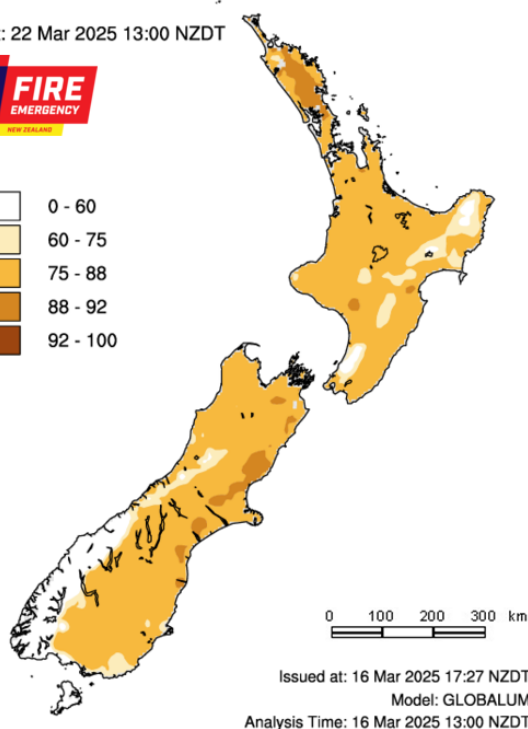 : 22 Mar 2025 13:00 NZDT
FIRE
EMERGENCY
NEW ZEALAND
0 - 60
60 - 75
75 - 88
88 - 92
92 - 100
0 100 200 300 km
Issued at: 16 Mar 2025 17:27 NZDT
Model: GLOBALUM
Analysis Time: 16 Mar 2025 13:00 NZDT